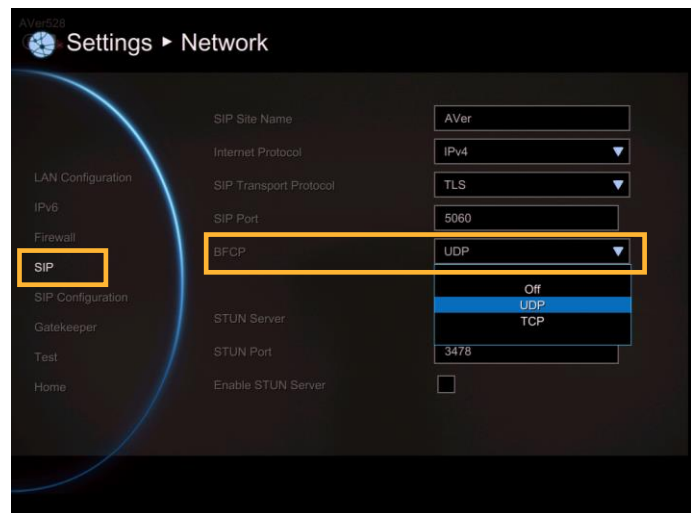 AVer528
Settings ► Network
SIP Site Name AVer
Internet Protocol IPv4
LAN Configuration
SIP Transport Protocol TLS
IPv6
SIP Port 5060
Firewall
BFCP UDP
SIP
Off
UDP
TCP
SIP Configuration
STUN Server
Gatekeeper
STUN Port 3478
Test
Enable STUN Server
Home